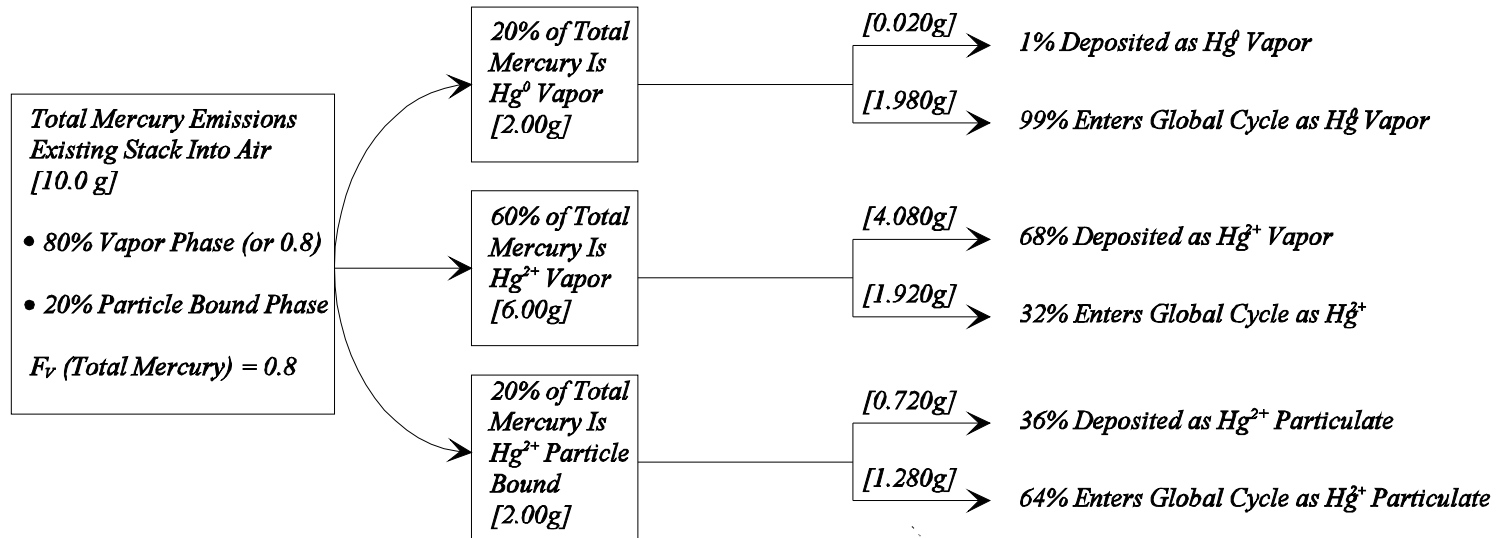 Total Mercury Emissions
Existing Stack Into Air
[10.0 g]
• 80% Vapor Phase (or 0.8)
• 20% Particle Bound Phase
Fᵥ (Total Mercury) = 0.8
20% of Total
Mercury Is
Hg⁰ Vapor
[2.00g]
[0.020g]
1% Deposited as Hg⁰ Vapor
[1.980g]
99% Enters Global Cycle as Hg⁰ Vapor
60% of Total
Mercury Is
Hg²⁺ Vapor
[6.00g]
[4.080g]
68% Deposited as Hg²⁺ Vapor
[1.920g]
32% Enters Global Cycle as Hg²⁺
20% of Total
Mercury Is
Hg²⁺ Particle
Bound
[2.00g]
[0.720g]
36% Deposited as Hg²⁺ Particulate
[1.280g]
64% Enters Global Cycle as Hg²⁺ Particulate